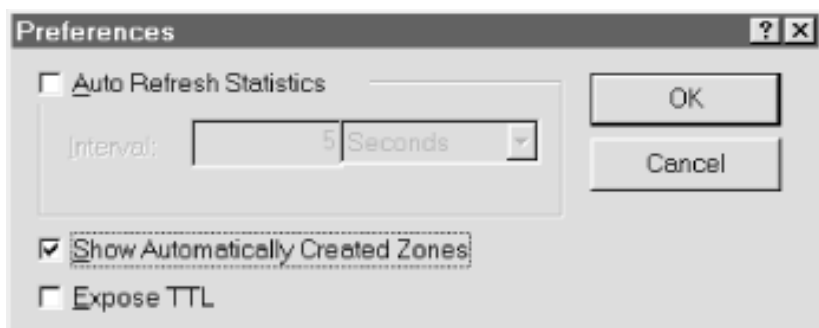 Preferences
Auto Refresh Statistics
OK
Interval: 5 Seconds
Cancel
Show Automatically Created Zones
Expose TTL